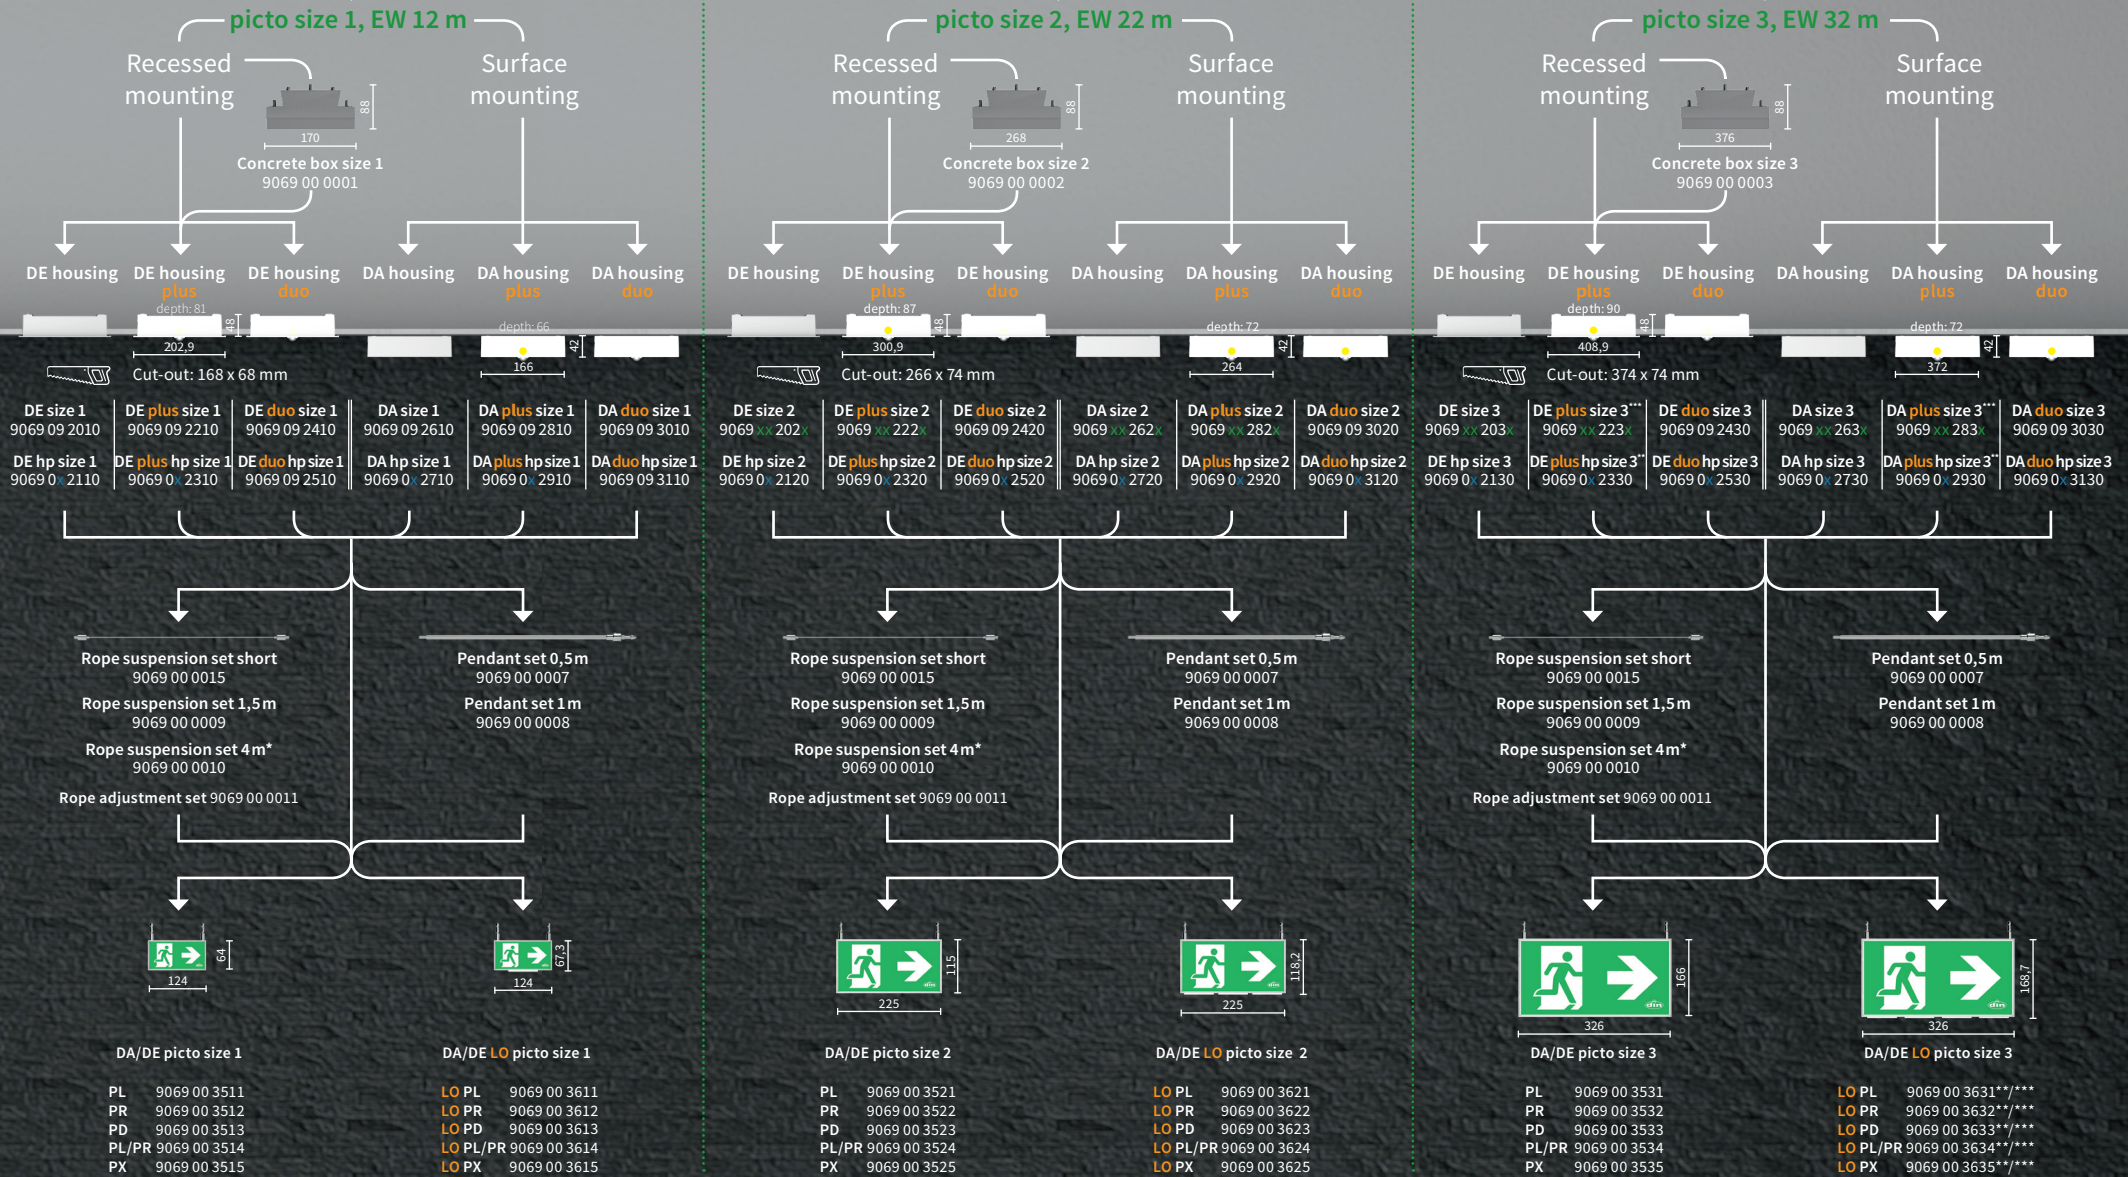 picto size 1, EW 12 m
Recessed
mounting
Surface
mounting
88
170
Concrete box size 1
9069 00 0001
DE housing
DE housing
plus
DE housing
duo
DA housing
DA housing
plus
DA housing
duo
depth: 81
48
202,9
depth: 66
42
166
Cut-out: 168 x 68 mm
DE size 1
9069 09 2010
DE plus size 1
9069 09 2210
DE duo size 1
9069 09 2410
DA size 1
9069 09 2610
DA plus size 1
9069 09 2810
DA duo size 1
9069 09 3010
DE hp size 1
9069 0x 2110
DE plus hp size 1
9069 0x 2310
DE duo hp size 1
9069 09 2510
DA hp size 1
9069 0x 2710
DA plus hp size 1
9069 0x 2910
DA duo hp size 1
9069 09 3110
Rope suspension set short
9069 00 0015
Rope suspension set 1,5 m
9069 00 0009
Rope suspension set 4 m*
9069 00 0010
Rope adjustment set 9069 00 0011
Pendant set 0,5 m
9069 00 0007
Pendant set 1 m
9069 00 0008
64
124
67,3
124
DA/DE picto size 1
PL 9069 00 3511
PR 9069 00 3512
PD 9069 00 3513
PL/PR 9069 00 3514
PX 9069 00 3515
DA/DE LO picto size 1
LO PL 9069 00 3611
LO PR 9069 00 3612
LO PD 9069 00 3613
LO PL/PR 9069 00 3614
LO PX 9069 00 3615
picto size 2, EW 22 m
Recessed
mounting
Surface
mounting
88
268
Concrete box size 2
9069 00 0002
DE housing
DE housing
plus
DE housing
duo
DA housing
DA housing
plus
DA housing
duo
depth: 87
48
300,9
depth: 72
42
264
Cut-out: 266 x 74 mm
DE size 2
9069 xx 202x
DE plus size 2
9069 xx 222x
DE duo size 2
9069 09 2420
DA size 2
9069 xx 262x
DA plus size 2
9069 xx 282x
DA duo size 2
9069 09 3020
DE hp size 2
9069 0x 2120
DE plus hp size 2
9069 0x 2320
DE duo hp size 2
9069 0x 2520
DA hp size 2
9069 0x 2720
DA plus hp size 2
9069 0x 2920
DA duo hp size 2
9069 0x 3120
Rope suspension set short
9069 00 0015
Rope suspension set 1,5 m
9069 00 0009
Rope suspension set 4 m*
9069 00 0010
Rope adjustment set 9069 00 0011
Pendant set 0,5 m
9069 00 0007
Pendant set 1 m
9069 00 0008
115
225
118,2
225
DA/DE picto size 2
PL 9069 00 3521
PR 9069 00 3522
PD 9069 00 3523
PL/PR 9069 00 3524
PX 9069 00 3525
DA/DE LO picto size 2
LO PL 9069 00 3621
LO PR 9069 00 3622
LO PD 9069 00 3623
LO PL/PR 9069 00 3624
LO PX 9069 00 3625
picto size 3, EW 32 m
Recessed
mounting
Surface
mounting
88
376
Concrete box size 3
9069 00 0003
DE housing
DE housing
plus
DE housing
duo
DA housing
DA housing
plus
DA housing
duo
depth: 90
48
408,9
depth: 72
42
372
Cut-out: 374 x 74 mm
DE size 3
9069 xx 203x
DE plus size 3***
9069 xx 223x
DE duo size 3
9069 09 2430
DA size 3
9069 xx 263x
DA plus size 3***
9069 xx 283x
DA duo size 3
9069 09 3030
DE hp size 3
9069 0x 2130
DE plus hp size 3**
9069 0x 2330
DE duo hp size 3
9069 0x 2530
DA hp size 3
9069 0x 2730
DA plus hp size 3**
9069 0x 2930
DA duo hp size 3
9069 0x 3130
Rope suspension set short
9069 00 0015
Rope suspension set 1,5 m
9069 00 0009
Rope suspension set 4 m*
9069 00 0010
Rope adjustment set 9069 00 0011
Pendant set 0,5 m
9069 00 0007
Pendant set 1 m
9069 00 0008
din
166
326
din
168,7
326
DA/DE picto size 3
PL 9069 00 3531
PR 9069 00 3532
PD 9069 00 3533
PL/PR 9069 00 3534
PX 9069 00 3535
DA/DE LO picto size 3
LO PL 9069 00 3631**/***
LO PR 9069 00 3632**/***
LO PD 9069 00 3633**/***
LO PL/PR 9069 00 3634**/***
LO PX 9069 00 3635**/***